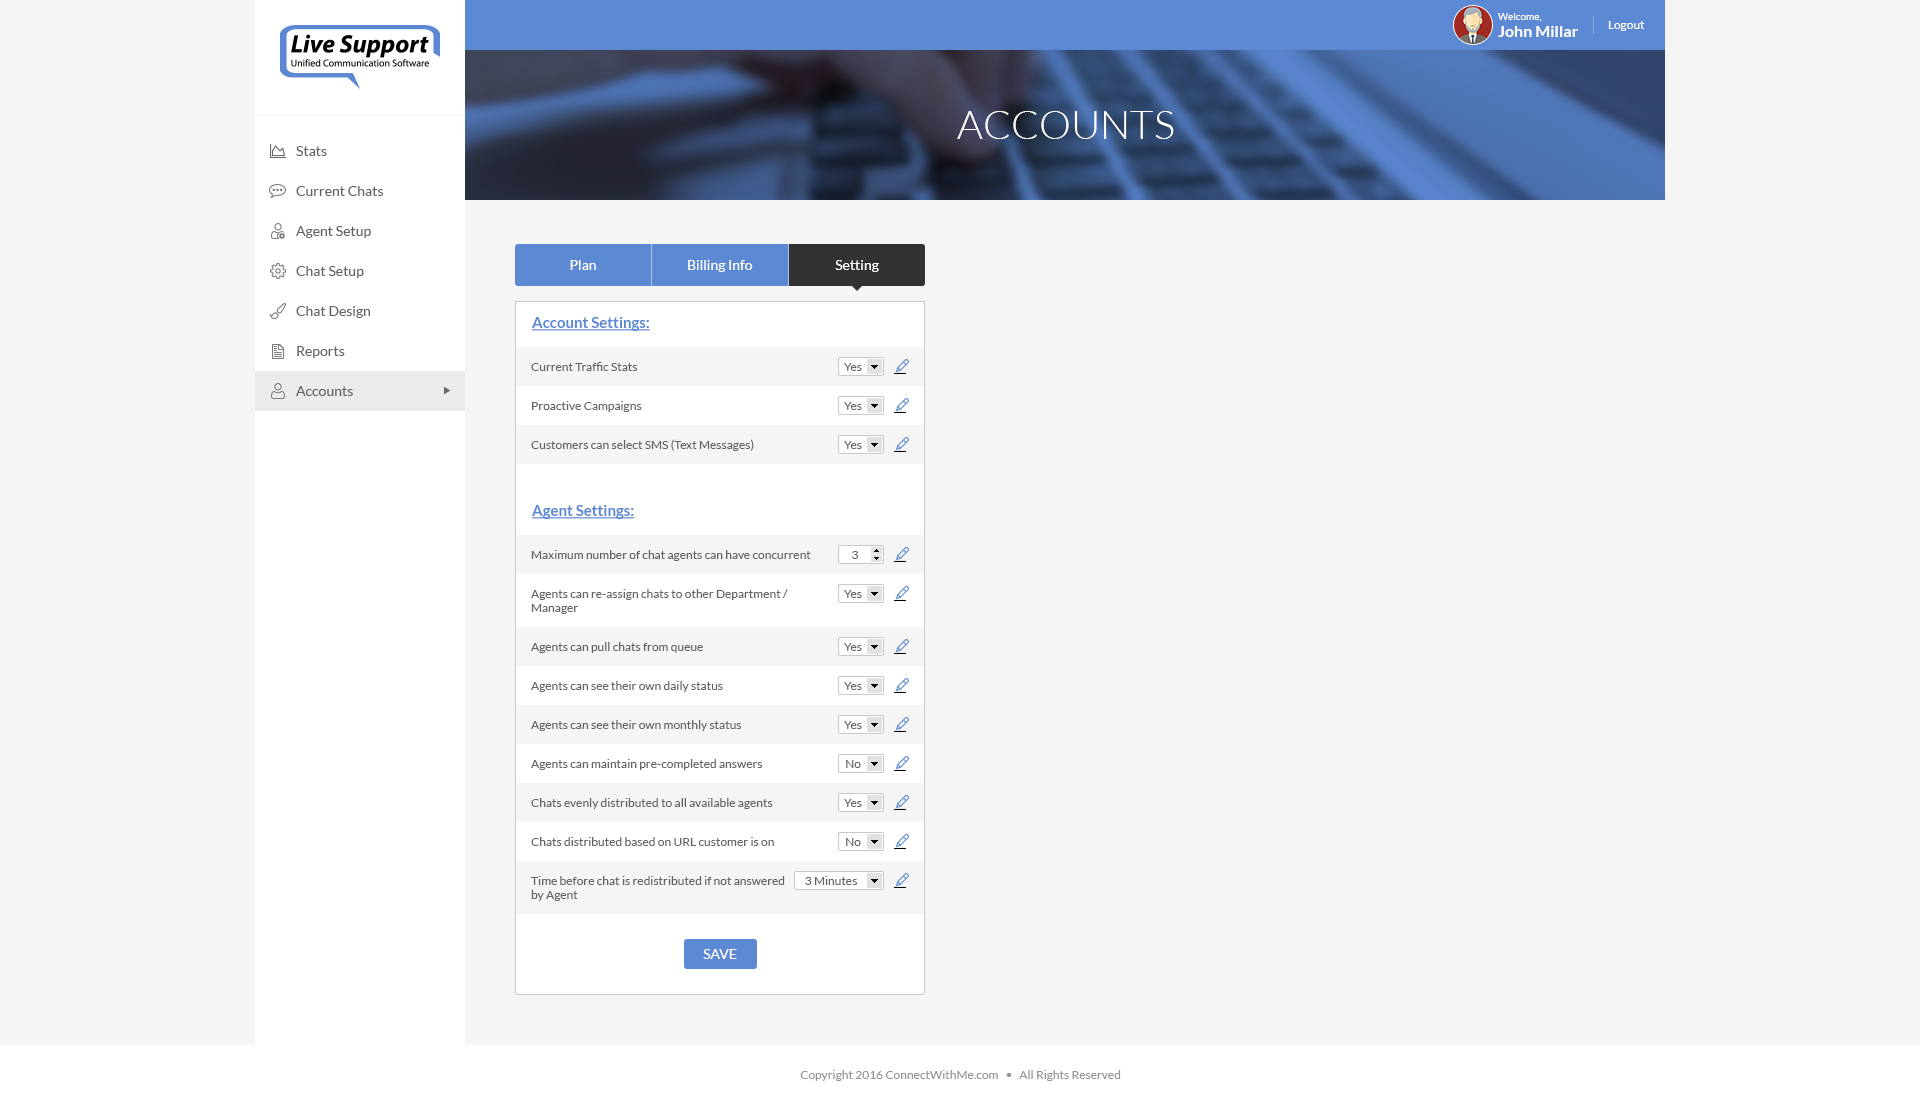 Live Support
Unified Communication Software
Welcome,
John Millar
Logout
ACCOUNTS
Stats
Current Chats
Agent Setup
Chat Setup
Chat Design
Reports
Accounts
Plan
Billing Info
Setting
Account Settings:
Current Traffic Stats Yes
Proactive Campaigns Yes
Customers can select SMS (Text Messages) Yes
Agent Settings:
Maximum number of chat agents can have concurrent 3
Agents can re-assign chats to other Department / Yes
Manager
Agents can pull chats from queue Yes
Agents can see their own daily status Yes
Agents can see their own monthly status Yes
Agents can maintain pre-completed answers No
Chats evenly distributed to all available agents Yes
Chats distributed based on URL customer is on No
Time before chat is redistributed if not answered 3 Minutes
by Agent
SAVE
Copyright 2016 ConnectWithMe.com • All Rights Reserved